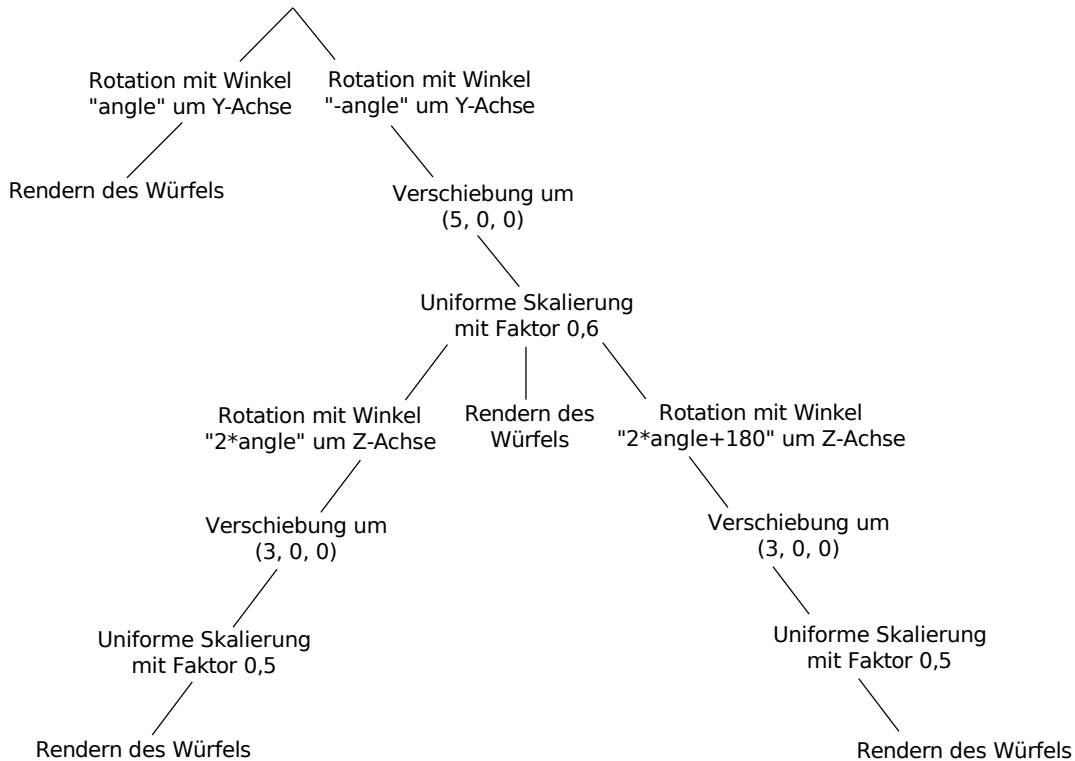 Rotation mit Winkel
"angle" um Y-Achse
Rotation mit Winkel
"-angle" um Y-Achse
Rendern des Würfels
Verschiebung um
(5, 0, 0)
Uniforme Skalierung
mit Faktor 0,6
Rotation mit Winkel
"2*angle" um Z-Achse
Rendern des
Würfels
Rotation mit Winkel
"2*angle+180" um Z-Achse
Verschiebung um
(3, 0, 0)
Verschiebung um
(3, 0, 0)
Uniforme Skalierung
mit Faktor 0,5
Uniforme Skalierung
mit Faktor 0,5
Rendern des Würfels
Rendern des Würfels